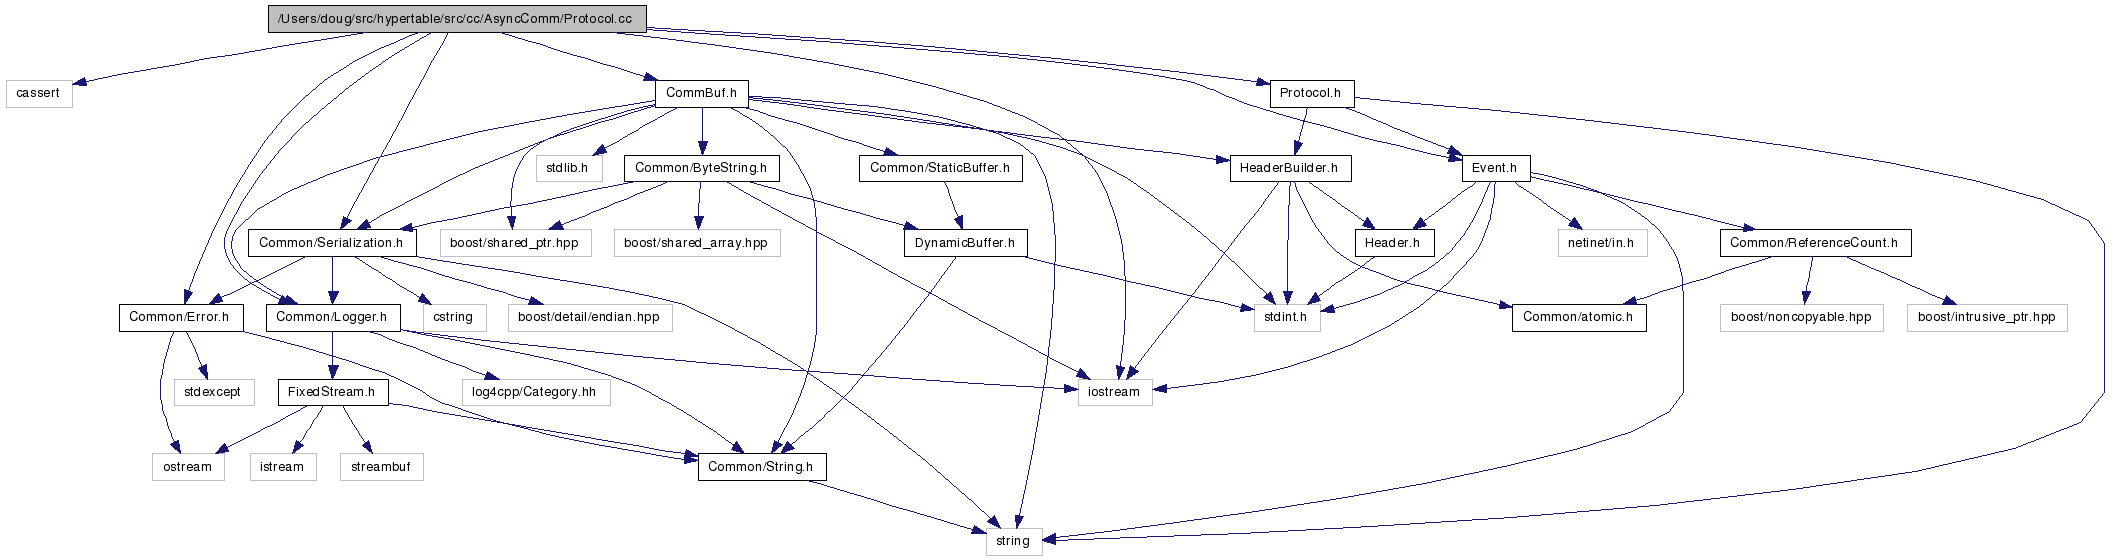 /Users/doug/src/hypertable/src/cc/AsyncComm/Protocol.cc
cassert
CommBuf.h
Protocol.h
stdlib.h
Common/ByteString.h
Common/StaticBuffer.h
HeaderBuilder.h
Event.h
Common/Serialization.h
boost/shared_ptr.hpp
boost/shared_array.hpp
DynamicBuffer.h
Header.h
netinet/in.h
Common/ReferenceCount.h
Common/Error.h
Common/Logger.h
cstring
boost/detail/endian.hpp
stdint.h
Common/atomic.h
boost/noncopyable.hpp
boost/intrusive_ptr.hpp
stdexcept
FixedStream.h
log4cpp/Category.hh
iostream
ostream
istream
streambuf
Common/String.h
string